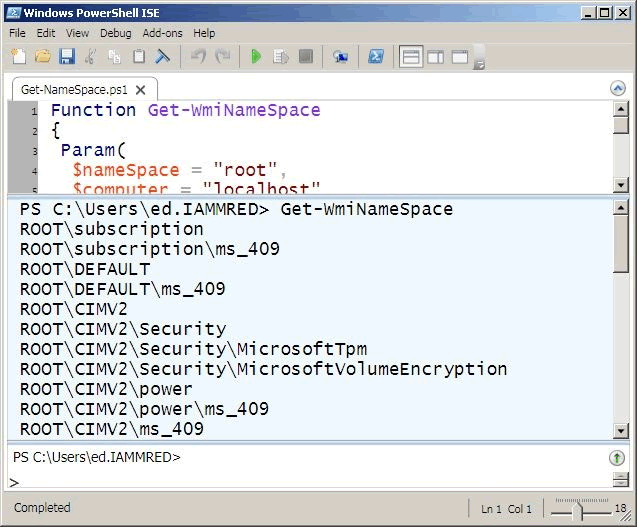 Windows PowerShell ISE
File Edit View Debug Add-ons Help
Get-NameSpace.ps1
1 Function Get-WmiNameSpace
2 {
3 Param(
4 $nameSpace = "root",
5 $computer = "localhost"
PS C:\Users\ed.IAMMRED> Get-WmiNameSpace
ROOT\subscription
ROOT\subscription\ms_409
ROOT\DEFAULT
ROOT\DEFAULT\ms_409
ROOT\CIMV2
ROOT\CIMV2\Security
ROOT\CIMV2\Security\MicrosoftTpm
ROOT\CIMV2\Security\MicrosoftVolumeEncryption
ROOT\CIMV2\power
ROOT\CIMV2\power\ms_409
ROOT\CIMV2\ms_409
PS C:\Users\ed.IAMMRED>
>
Completed Ln 1 Col 1 18